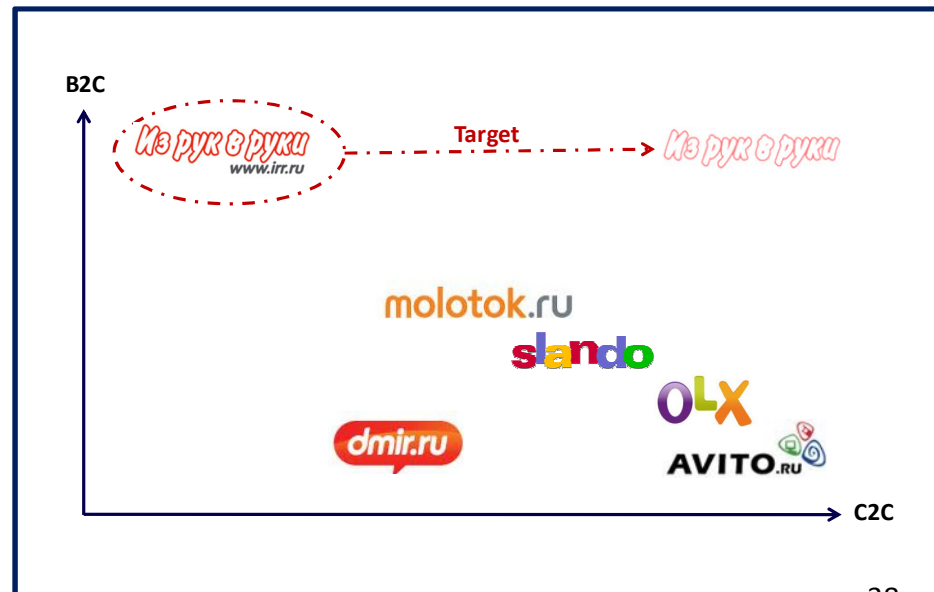 B2C
Из рук в руки
www.irr.ru
Target
Из рук в руки
molotok.ru
slando
OLX
dmir.ru
AVITO.RU
C2C